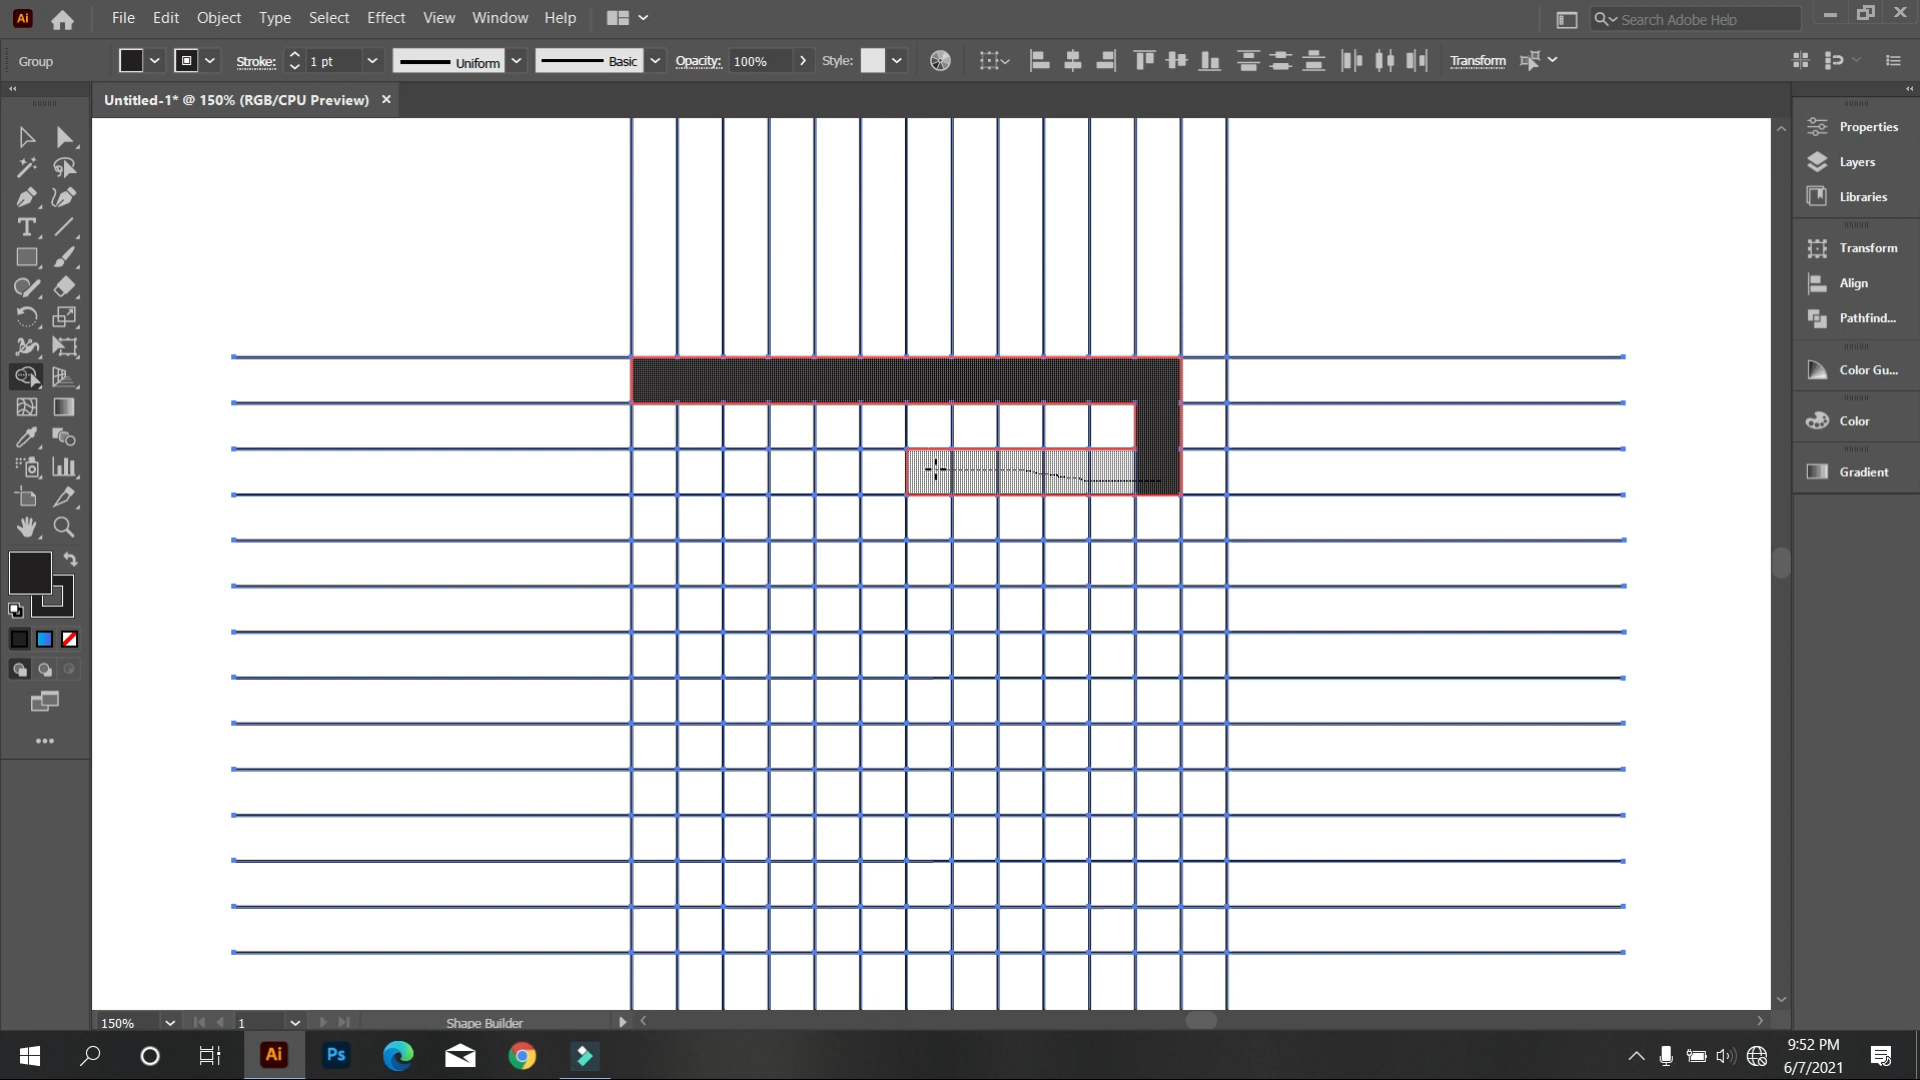 Ai File Edit Object Type Select Effect View Window Help Search Adobe Help
Group Stroke: 1 pt Uniform Basic Opacity: 100% Style: Transform
Untitled-1* @ 150% (RGB/CPU Preview)
Properties
Layers
Libraries
Transform
Align
Pathfind...
Color Gu...
Color
Gradient
T
150% 1 Shape Builder
Ai Ps
9:52 PM
6/7/2021